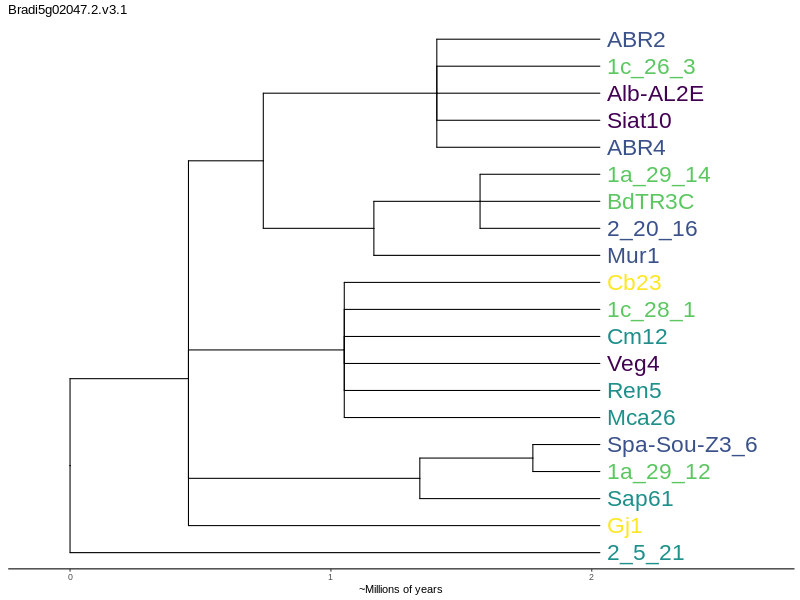 Bradi5g02047.2.v3.1
ABR2
1c_26_3
Alb-AL2E
Siat10
ABR4
1a_29_14
BdTR3C
2_20_16
Mur1
Cb23
1c_28_1
Cm12
Veg4
Ren5
Mca26
Spa-Sou-Z3_6
1a_29_12
Sap61
Gj1
2_5_21
0 1 2
~Millions of years